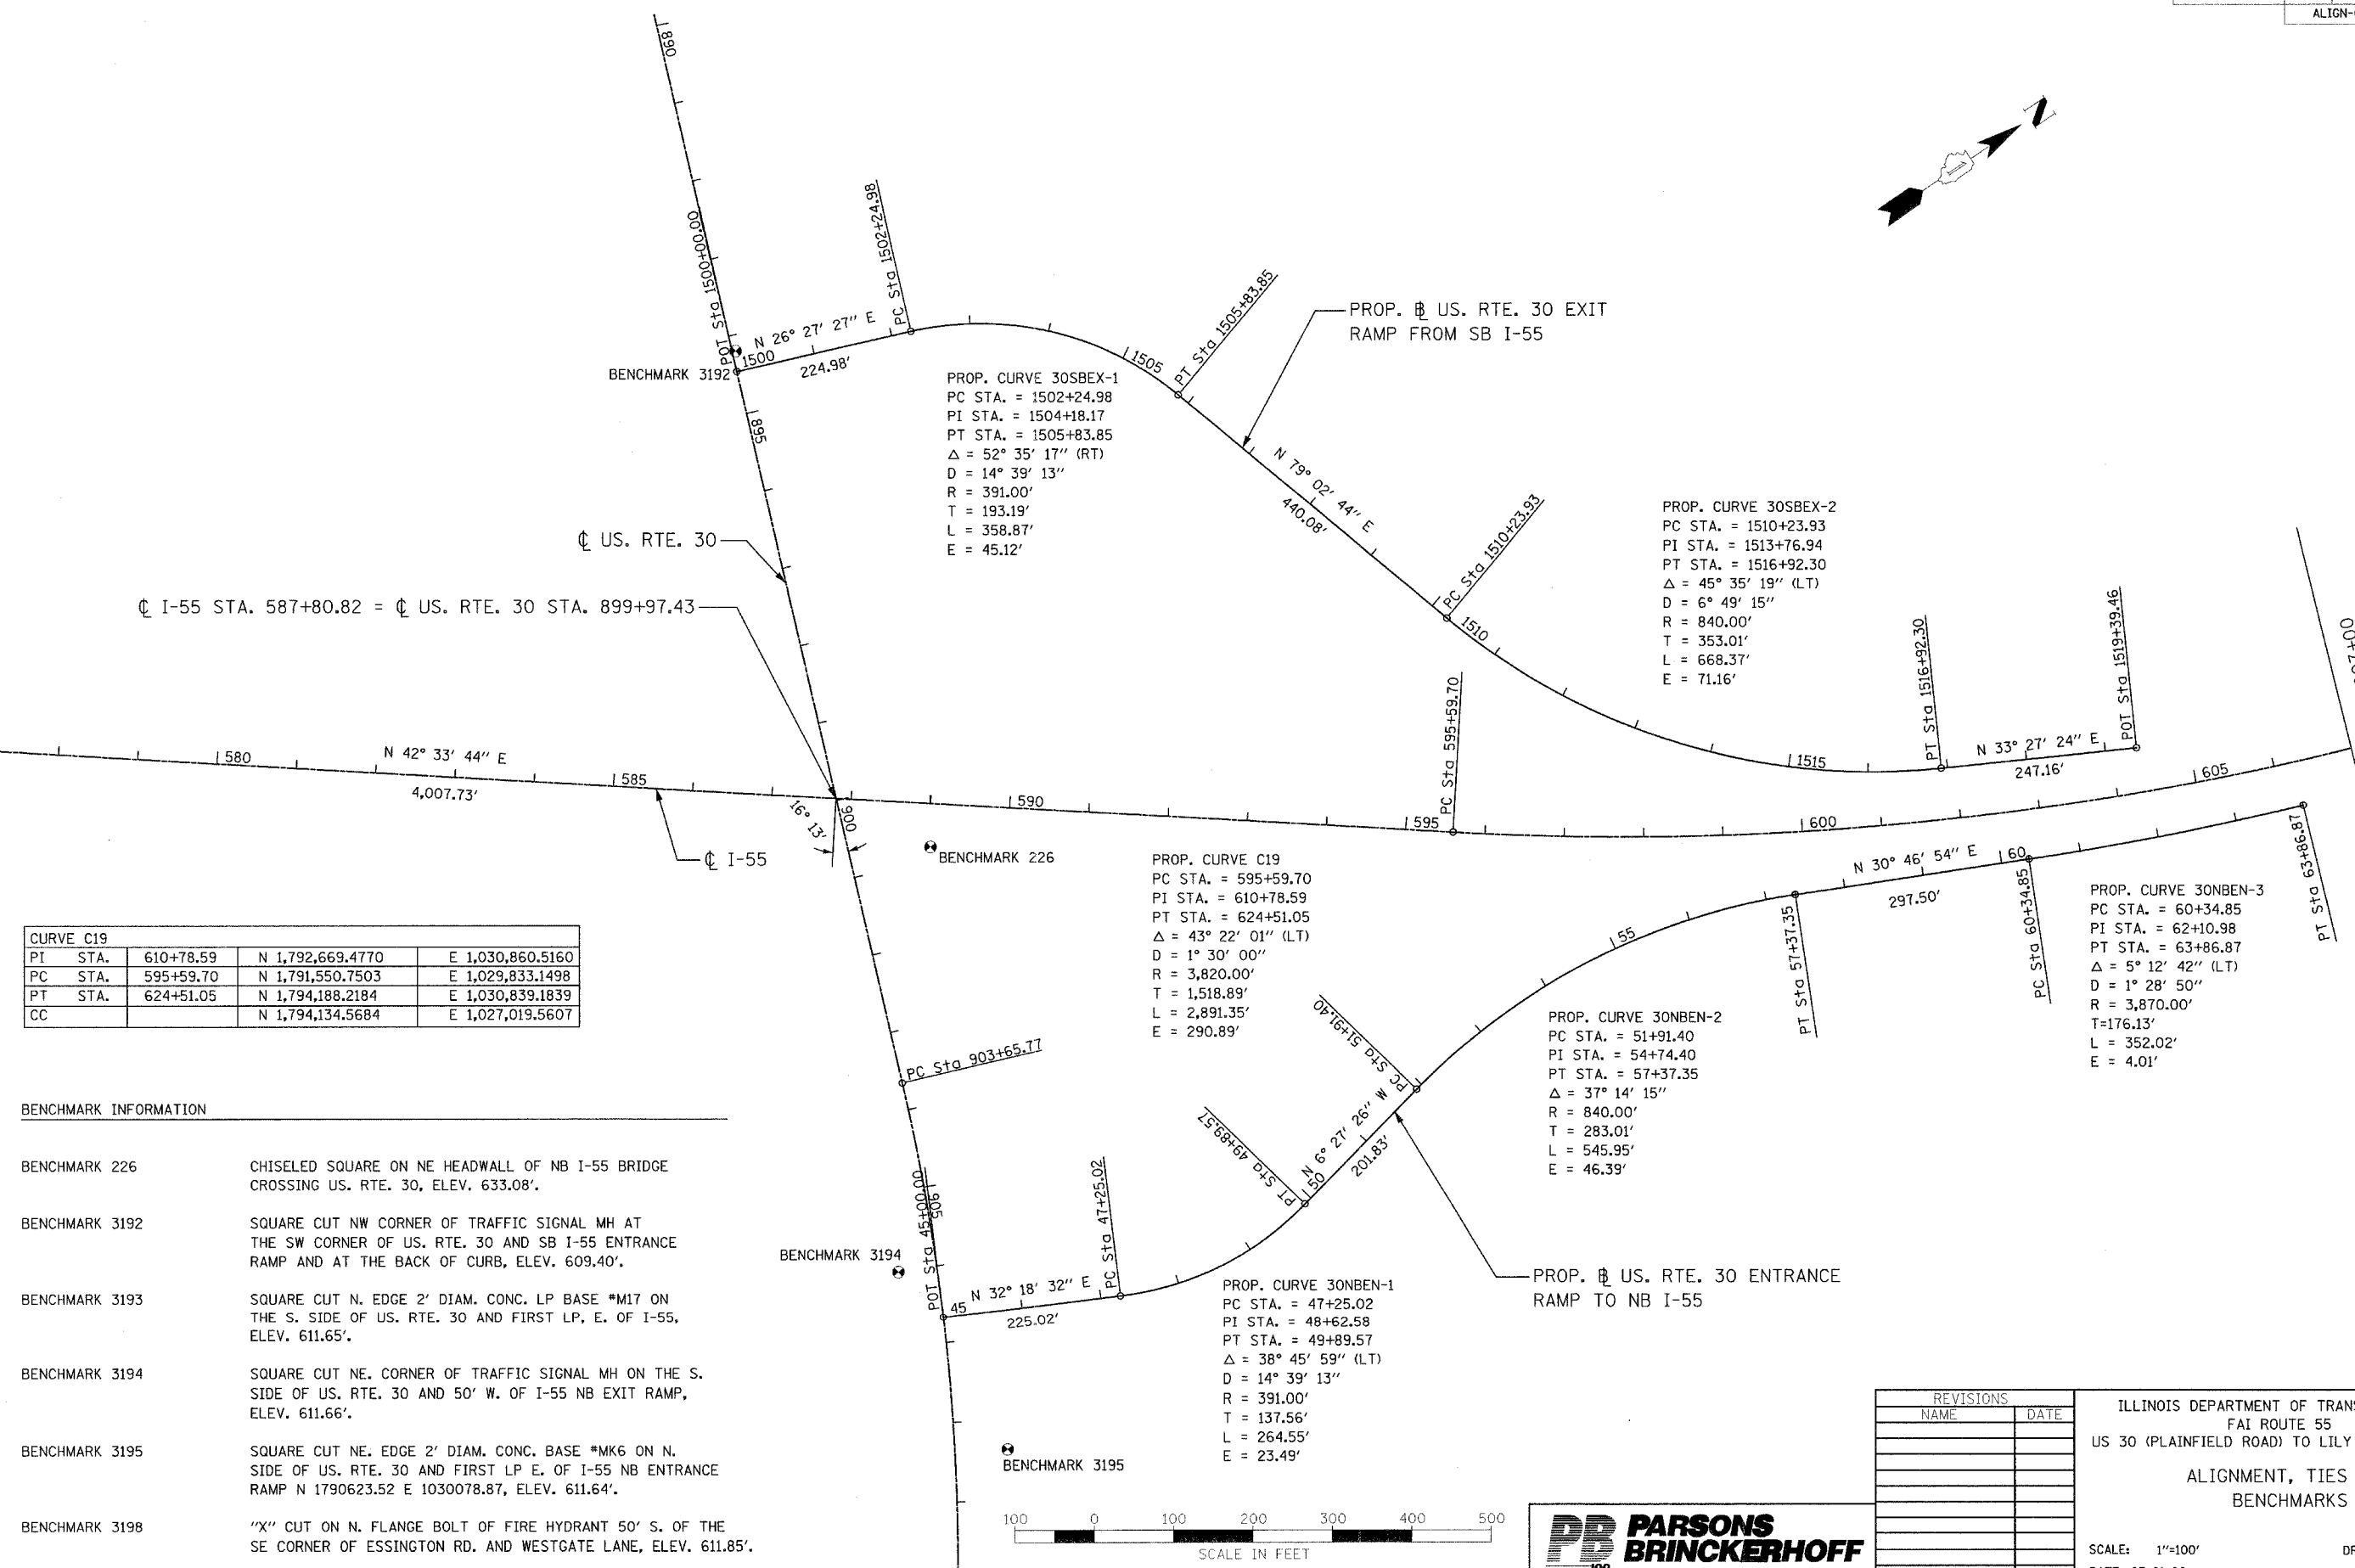 ALIGN-
890
POT Sta 1500+00.00
PC Sta 1502+24.98
N 26° 27' 27" E
1500
224.98'
BENCHMARK 3192
895
1505
PT Sta 1505+83.85
PROP. ⅊ US. RTE. 30 EXIT
RAMP FROM SB I-55
N
1
PROP. CURVE 30SBEX-1
PC STA. = 1502+24.98
PI STA. = 1504+18.17
PT STA. = 1505+83.85
Δ = 52° 35' 17" (RT)
D = 14° 39' 13"
R = 391.00'
T = 193.19'
L = 358.87'
E = 45.12'
N 79° 02' 44" E
440.08'
PC Sta 1510+23.93
1510
PROP. CURVE 30SBEX-2
PC STA. = 1510+23.93
PI STA. = 1513+76.94
PT STA. = 1516+92.30
Δ = 45° 35' 19" (LT)
D = 6° 49' 15"
R = 840.00'
T = 353.01'
L = 668.37'
E = 71.16'
1515
PT Sta 1516+92.30
N 33° 27' 24" E
247.16'
POT Sta 1519+39.46
℄ US. RTE. 30
℄ I-55 STA. 587+80.82 = ℄ US. RTE. 30 STA. 899+97.43
580
N 42° 33' 44" E
4,007.73'
585
℄ I-55
16° 13'
900
BENCHMARK 226
590
595
PC Sta 595+59.70
600
605
PROP. CURVE C19
PC STA. = 595+59.70
PI STA. = 610+78.59
PT STA. = 624+51.05
Δ = 43° 22' 01" (LT)
D = 1° 30' 00"
R = 3,820.00'
T = 1,518.89'
L = 2,891.35'
E = 290.89'
N 30° 46' 54" E
297.50'
60
PT Sta 57+37.35
PC Sta 60+34.85
PT Sta 63+86.87
PROP. CURVE 30NBEN-3
PC STA. = 60+34.85
PI STA. = 62+10.98
PT STA. = 63+86.87
Δ = 5° 12' 42" (LT)
D = 1° 28' 50"
R = 3,870.00'
T=176.13'
L = 352.02'
E = 4.01'
CURVE C19
PI STA. 610+78.59 N 1,792,669.4770 E 1,030,860.5160
PC STA. 595+59.70 N 1,791,550.7503 E 1,029,833.1498
PT STA. 624+51.05 N 1,794,188.2184 E 1,030,839.1839
CC N 1,794,134.5684 E 1,027,019.5607
55
PC Sta 51+91.40
PROP. CURVE 30NBEN-2
PC STA. = 51+91.40
PI STA. = 54+74.40
PT STA. = 57+37.35
Δ = 37° 14' 15"
R = 840.00'
T = 283.01'
L = 545.95'
E = 46.39'
PC Sta 903+65.77
PT Sta 49+89.57
N 6° 27' 26" W
201.83'
50
905
POT Sta 45+00.00
45
N 32° 18' 32" E
225.02'
PC Sta 47+25.02
BENCHMARK 3194
PROP. ⅊ US. RTE. 30 ENTRANCE
RAMP TO NB I-55
PROP. CURVE 30NBEN-1
PC STA. = 47+25.02
PI STA. = 48+62.58
PT STA. = 49+89.57
Δ = 38° 45' 59" (LT)
D = 14° 39' 13"
R = 391.00'
T = 137.56'
L = 264.55'
E = 23.49'
BENCHMARK 3195
BENCHMARK INFORMATION
BENCHMARK 226 CHISELED SQUARE ON NE HEADWALL OF NB I-55 BRIDGE
CROSSING US. RTE. 30, ELEV. 633.08'.
BENCHMARK 3192 SQUARE CUT NW CORNER OF TRAFFIC SIGNAL MH AT
THE SW CORNER OF US. RTE. 30 AND SB I-55 ENTRANCE
RAMP AND AT THE BACK OF CURB, ELEV. 609.40'.
BENCHMARK 3193 SQUARE CUT N. EDGE 2' DIAM. CONC. LP BASE #M17 ON
THE S. SIDE OF US. RTE. 30 AND FIRST LP, E. OF I-55,
ELEV. 611.65'.
BENCHMARK 3194 SQUARE CUT NE. CORNER OF TRAFFIC SIGNAL MH ON THE S.
SIDE OF US. RTE. 30 AND 50' W. OF I-55 NB EXIT RAMP,
ELEV. 611.66'.
BENCHMARK 3195 SQUARE CUT NE. EDGE 2' DIAM. CONC. BASE #MK6 ON N.
SIDE OF US. RTE. 30 AND FIRST LP E. OF I-55 NB ENTRANCE
RAMP N 1790623.52 E 1030078.87, ELEV. 611.64'.
BENCHMARK 3198 "X" CUT ON N. FLANGE BOLT OF FIRE HYDRANT 50' S. OF THE
SE CORNER OF ESSINGTON RD. AND WESTGATE LANE, ELEV. 611.85'.
100 0 100 200 300 400 500
SCALE IN FEET
PB PARSONS
BRINCKERHOFF
REVISIONS
NAME DATE
ILLINOIS DEPARTMENT OF TRAN
FAI ROUTE 55
US 30 (PLAINFIELD ROAD) TO LILY
ALIGNMENT, TIES
BENCHMARKS
SCALE: 1"=100'